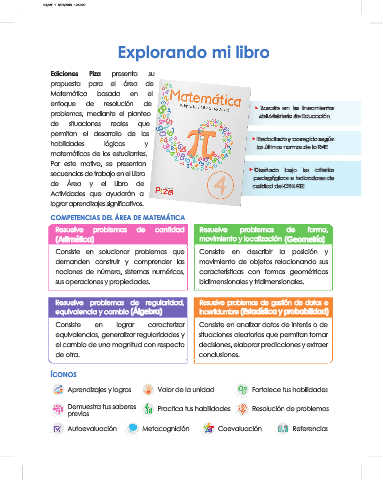 Explorando mi libro
Ediciones Piza presenta su
propuesta para el área de
Matemática basada en el
enfoque de resolución de
problemas, mediante el planteo
de situaciones reales que
permitan el desarrollo de las
habilidades lógicas y
matemáticas de los estudiantes.
Por este motivo, se presentan
secuencias de trabajo en el Libro
de Área y el Libro de
Actividades que ayudarán a
lograr aprendizajes significativos.
Matemática
π
4
Basada en los lineamientos
del Ministerio de Educación
Redactado y corregido según
las últimas normas de la RAE
Diseñado bajo los criterios
pedagógicos e indicadores de
calidad del
COMPETENCIAS DEL ÁREA DE MATEMÁTICA
Resuelve problemas de cantidad
(Aritmética)
Consiste en solucionar problemas que
demanden construir y comprender las
nociones de número, sistemas numéricos,
sus operaciones y propiedades.
Resuelve problemas de forma,
movimiento y localización (Geometría)
Consiste en describir la posición y
movimiento de objetos relacionando sus
características con formas geométricas
bidimensionales y tridimensionales.
Resuelve problemas de regularidad,
equivalencia y cambio (Álgebra)
Consiste en lograr caracterizar
equivalencias, generalizar regularidades y
el cambio de una magnitud con respecto
de otra.
Resuelve problemas de gestión de datos e
incertidumbre (Estadística y probabilidad)
Consiste en analizar datos de interés o de
situaciones aleatorias que permitan tomar
decisiones, elaborar predicciones y extraer
conclusiones.
ÍCONOS
Aprendizajes y logros
Valor de la unidad
Fortalece tus habilidades
Demuestra tus saberes
previos
Practica tus habilidades
Resolución de problemas
Autoevaluación
Metacognición
Coevaluación
Referencias